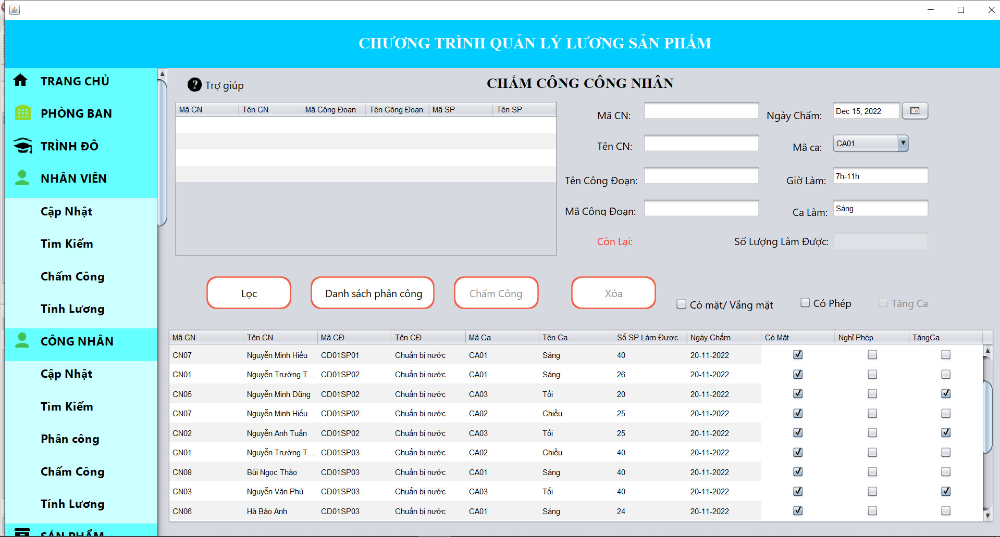 CHƯƠNG TRÌNH QUẢN LÝ LƯƠNG SẢN PHẨM
TRANG CHỦ
PHÒNG BAN
TRÌNH ĐÔ
NHÂN VIÊN
Cập Nhật
Tìm Kiếm
Chấm Công
Tính Lương
CÔNG NHÂN
Cập Nhật
Tìm Kiếm
Phân công
Chấm Công
Tính Lương
SẢN PHẨM
Trợ giúp
CHẤM CÔNG CÔNG NHÂN
Mã CN Tên CN Mã Công Đoạn Tên Công Đoạn Mã SP Tên SP
Mã CN: Ngày Chấm: Dec 15, 2022
Tên CN: Mã ca: CA01
Tên Công Đoạn: Giờ Làm: 7h-11h
Mã Công Đoạn: Ca Làm: Sáng
Còn Lại: Số Lượng Làm Được:
Lọc Danh sách phân công Chấm Công Xóa Có mặt/ Vắng mặt Có Phép Tăng Ca
Mã CN Tên CN Mã CĐ Tên CĐ Mã Ca Tên Ca Số SP Làm Được Ngày Chấm Có Mặt Nghỉ Phép TăngCa
CN07 Nguyễn Minh Hiếu CD01SP01 Chuẩn bị nước CA01 Sáng 40 20-11-2022
CN01 Nguyễn Trường T... CD01SP02 Chuẩn bị nước CA01 Sáng 26 20-11-2022
CN05 Nguyễn Minh Dũng CD01SP02 Chuẩn bị nước CA03 Tối 20 20-11-2022
CN07 Nguyễn Minh Hiếu CD01SP02 Chuẩn bị nước CA02 Chiều 25 20-11-2022
CN02 Nguyễn Anh Tuấn CD01SP02 Chuẩn bị nước CA03 Tối 25 20-11-2022
CN01 Nguyễn Trường T... CD01SP03 Chuẩn bị nước CA02 Chiều 40 20-11-2022
CN08 Bùi Ngọc Thảo CD01SP03 Chuẩn bị nước CA01 Sáng 40 20-11-2022
CN03 Nguyễn Văn Phú CD01SP03 Chuẩn bị nước CA03 Tối 40 20-11-2022
CN06 Hà Bảo Anh CD01SP03 Chuẩn bị nước CA01 Sáng 24 20-11-2022